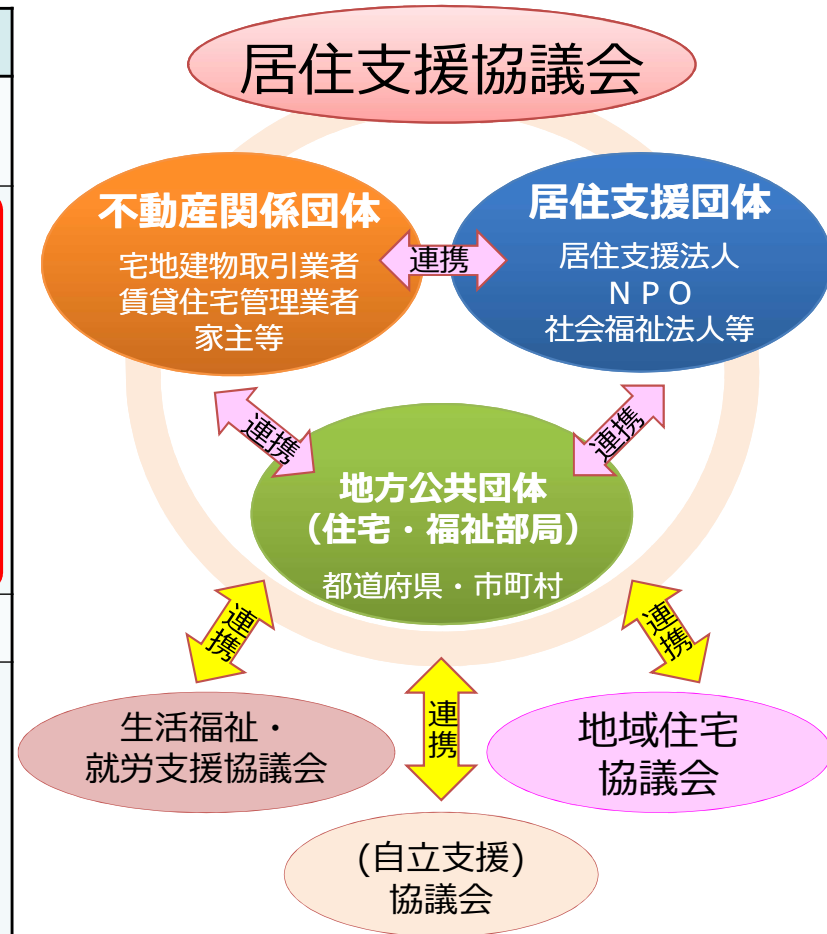 居住支援協議会
不動産関係団体
宅地建物取引業者
賃貸住宅管理業者
家主等
連携
居住支援団体
居住支援法人
ＮＰＯ
社会福祉法人等
連携
連携
地方公共団体
（住宅・福祉部局）
都道府県・市町村
連携
連携
連携
生活福祉・
就労支援協議会
地域住宅
協議会
(自立支援)
協議会